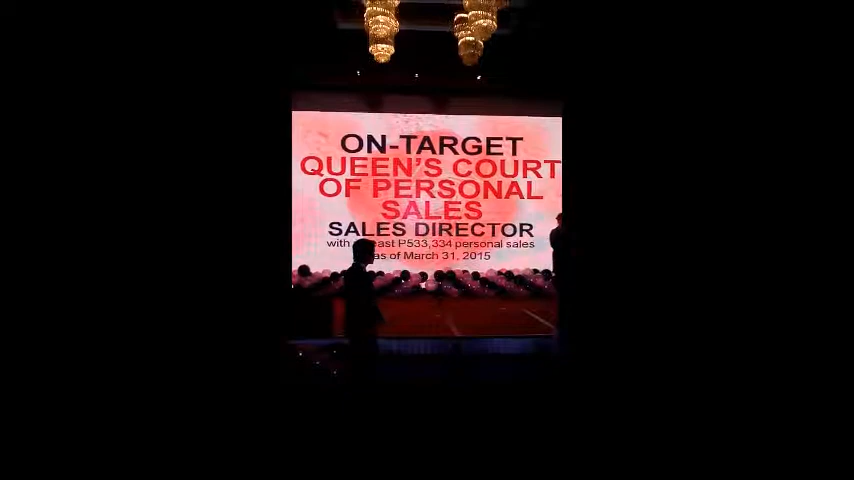 ON-TARGET
QUEEN'S COURT
OF PERSONAL
SALES
SALES DIRECTOR
with east P533,334 personal sales
as of March 31, 2015